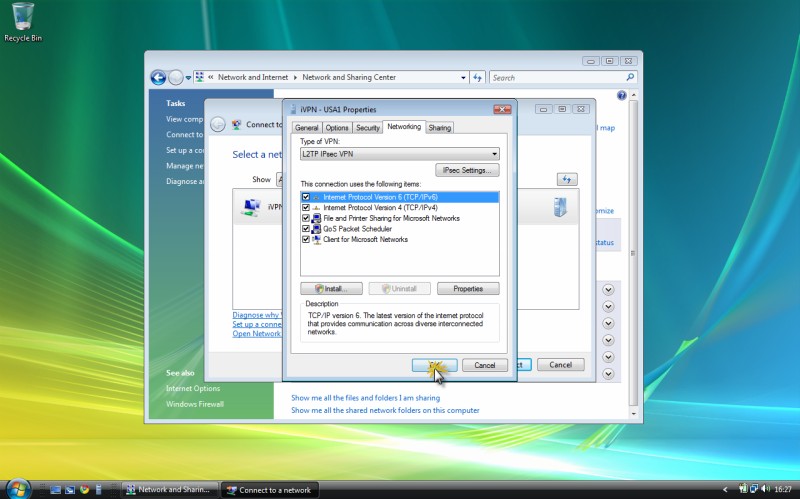 Recycle Bin
« Network and Internet ▸ Network and Sharing Center
Search
Tasks
View comp
Connect to
Set up a co
Manage ne
Diagnose a
See also
Internet Options
Windows Firewall
l map
omize
status
Connect to
Select a net
Show
iVPN
Diagnose why
Set up a conne
Open Network
Cancel
iVPN - USA1 Properties
General Options Security Networking Sharing
Type of VPN:
L2TP IPsec VPN
IPsec Settings...
This connection uses the following items:
Internet Protocol Version 6 (TCP/IPv6)
Internet Protocol Version 4 (TCP/IPv4)
File and Printer Sharing for Microsoft Networks
QoS Packet Scheduler
Client for Microsoft Networks
Install... Uninstall Properties
Description
TCP/IP version 6. The latest version of the internet protocol
that provides communication across diverse interconnected
networks.
Cancel
Show me all the files and folders I am sharing
Show me all the shared network folders on this computer
Network and Sharin...
Connect to a network
16:27